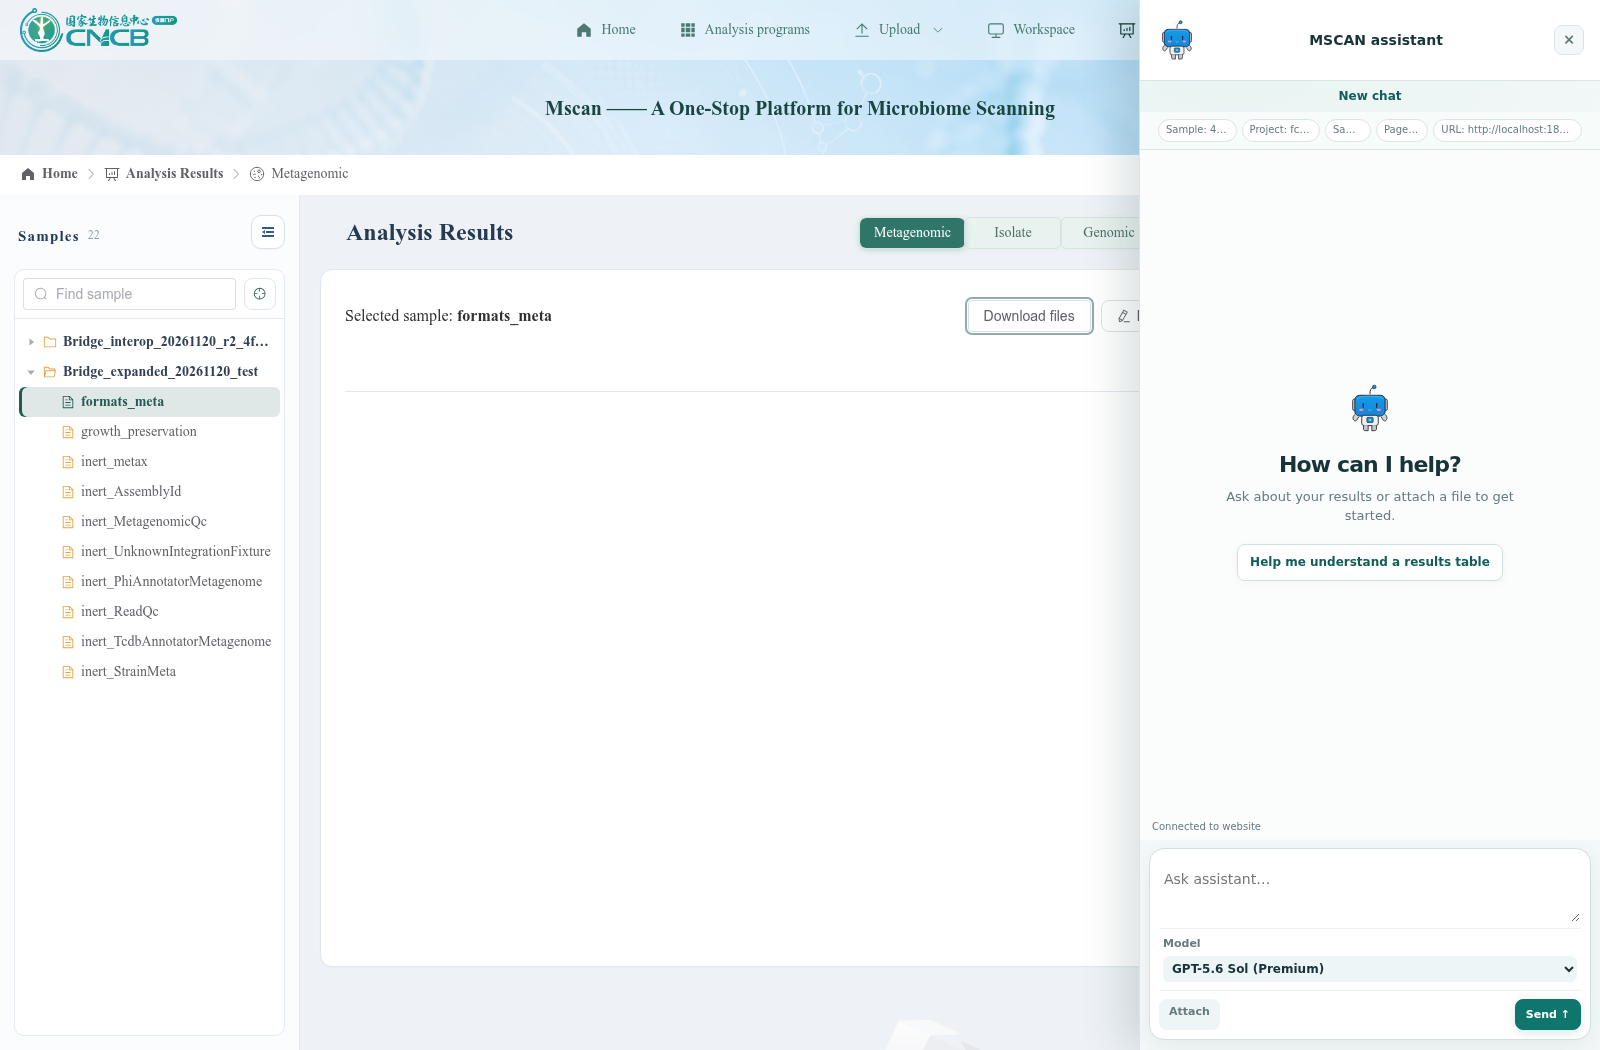 国家生物信息中心
CNCB
Home
Analysis programs
Upload
Workspace
Mscan —— A One-Stop Platform for Microbiome Scanning
Home
Analysis Results
Metagenomic
Samples 22
Find sample
Bridge_interop_20261120_r2_4f...
Bridge_expanded_20261120_test
formats_meta
growth_preservation
inert_metax
inert_AssemblyId
inert_MetagenomicQc
inert_UnknownIntegrationFixture
inert_PhiAnnotatorMetagenome
inert_ReadQc
inert_TcdbAnnotatorMetagenome
inert_StrainMeta
Analysis Results
Metagenomic
Isolate
Genomic
Selected sample: formats_meta
Download files
MSCAN assistant
×
New chat
Sample: 4...
Project: fc...
Sa...
Page...
URL: http://localhost:18...
How can I help?
Ask about your results or attach a file to get
started.
Help me understand a results table
Connected to website
Ask assistant...
Model
GPT-5.6 Sol (Premium)
Attach
Send ↑